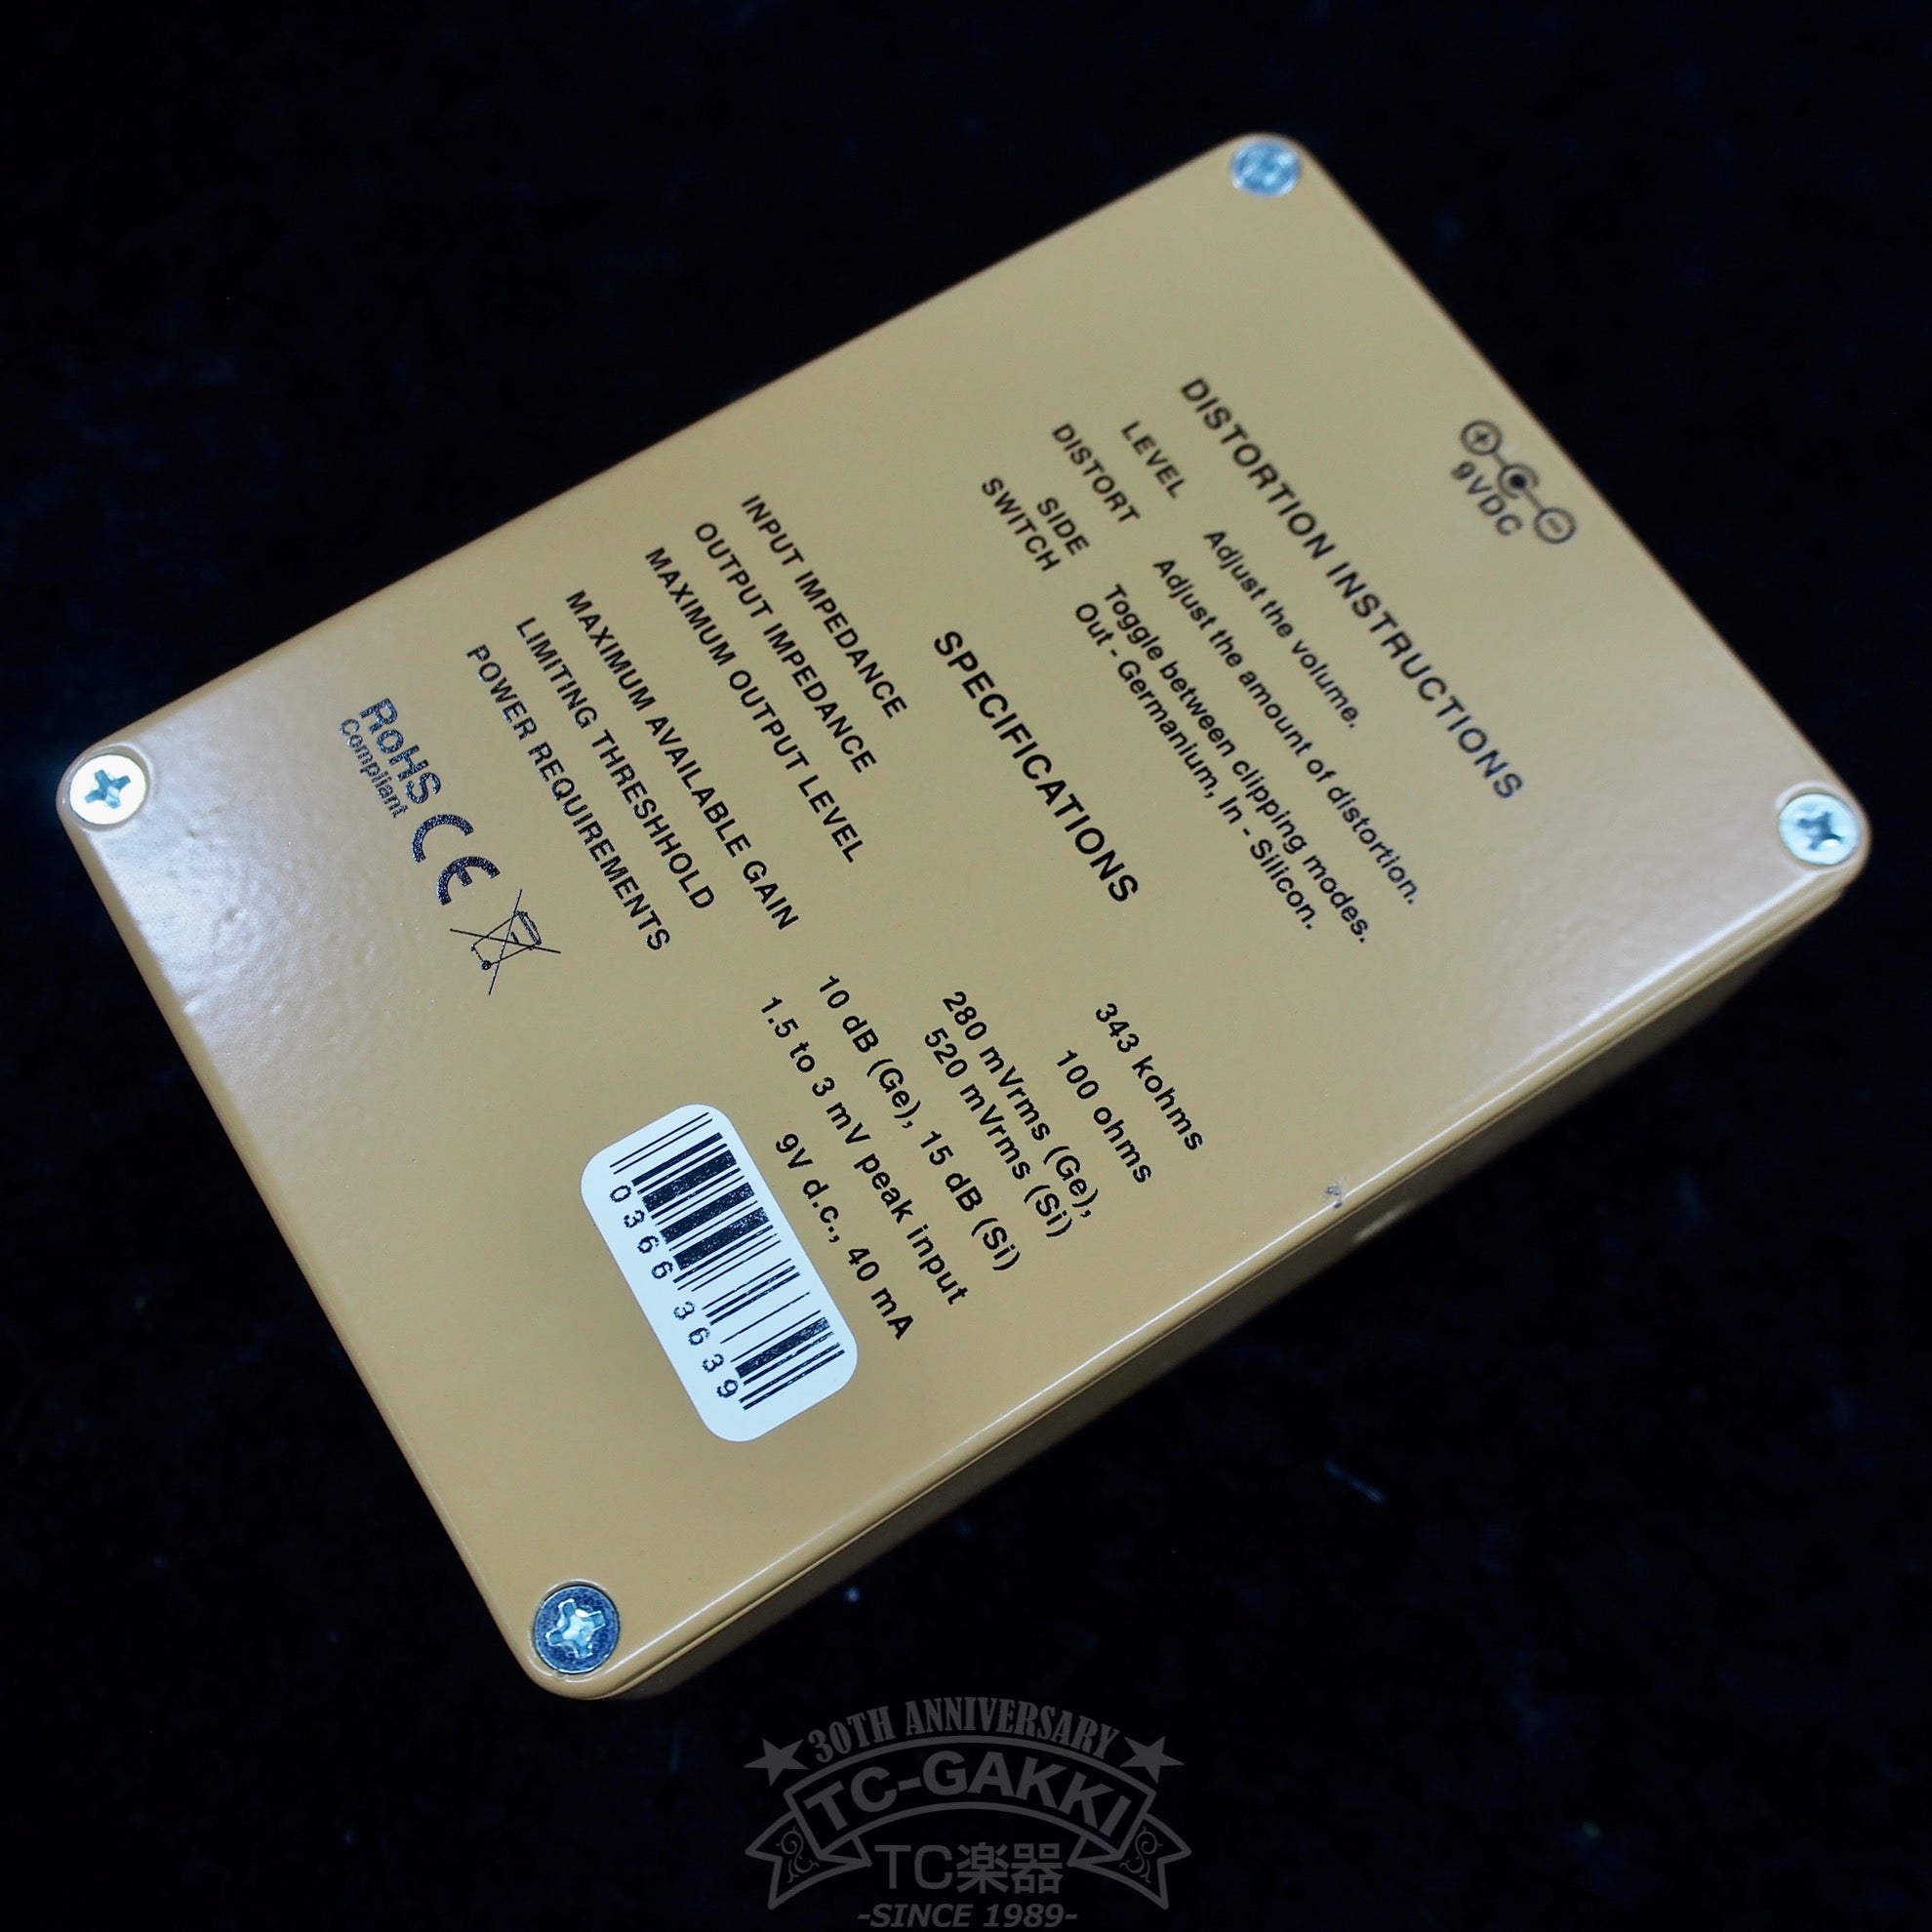 9VDC
DISTORTION INSTRUCTIONS
LEVEL Adjust the volume.
DISTORT Adjust the amount of distortion.
SIDE Toggle between clipping modes.
SWITCH Out - Germanium, In - Silicon.
SPECIFICATIONS
INPUT IMPEDANCE 343 kohms
OUTPUT IMPEDANCE 100 ohms
MAXIMUM OUTPUT LEVEL 280 mVrms (Ge),
520 mVrms (Si)
MAXIMUM AVAILABLE GAIN 10 dB (Ge), 15 dB (Si)
LIMITING THRESHHOLD 1.5 to 3 mV peak input
POWER REQUIREMENTS 9V d.c., 40 mA
RoHS
Compliant
CE
0366 3639
30TH ANNIVERSARY
TC-GAKKI
TC楽器
-SINCE 1989-